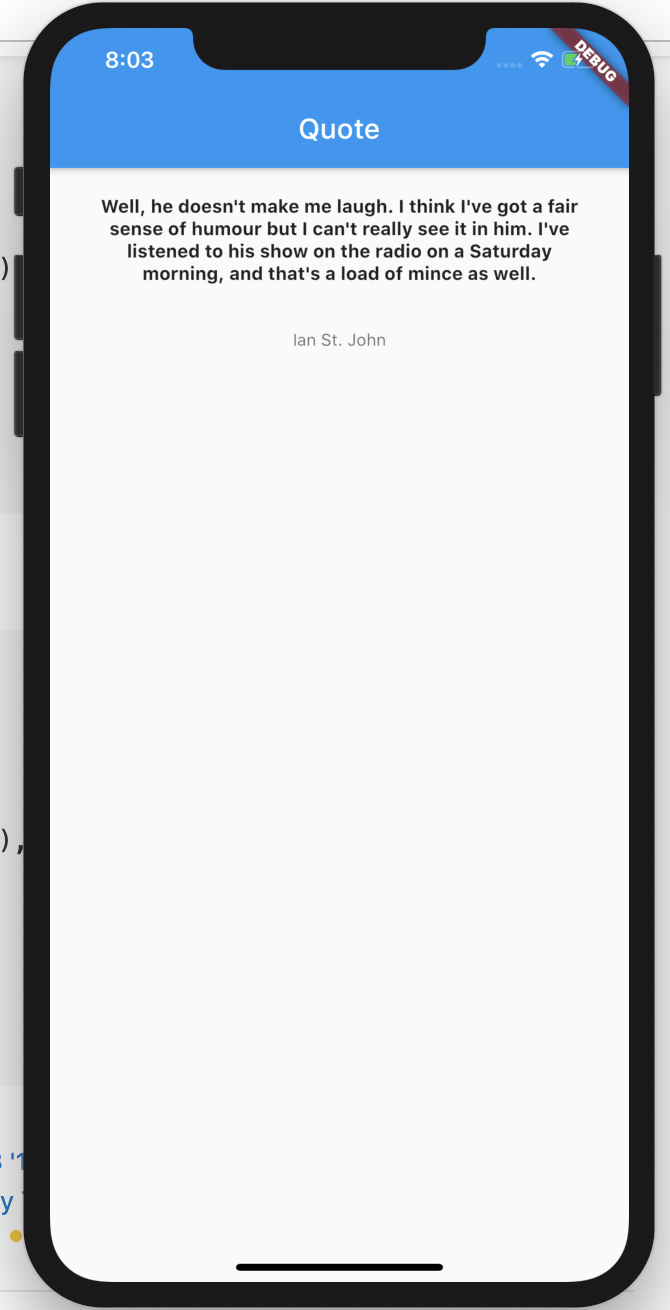 8:03
DEBUG
Quote
Well, he doesn't make me laugh. I think I've got a fair
sense of humour but I can't really see it in him. I've
listened to his show on the radio on a Saturday
morning, and that's a load of mince as well.
Ian St. John
)
),
'1
y